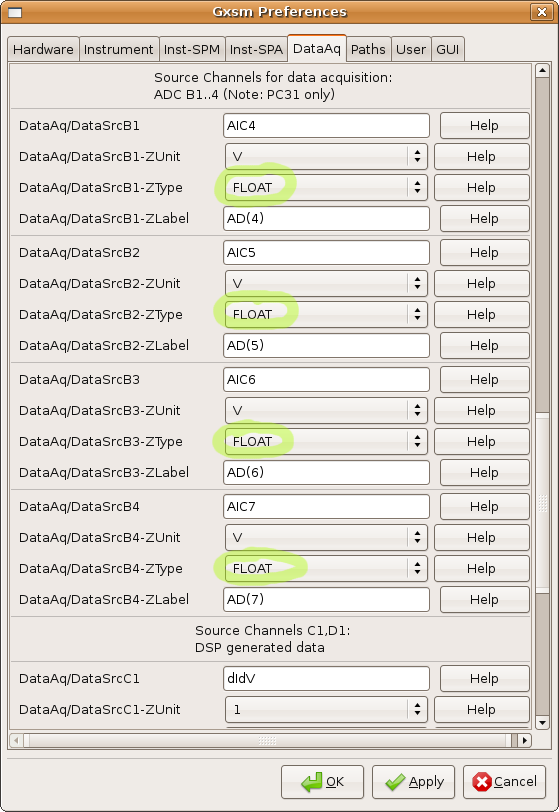 Gxsm Preferences
Hardware Instrument Inst-SPM Inst-SPA DataAq Paths User GUI
Source Channels for data acquisition:
ADC B1..4 (Note: PC31 only)
DataAq/DataSrcB1 AIC4 Help
DataAq/DataSrcB1-ZUnit V Help
DataAq/DataSrcB1-ZType FLOAT Help
DataAq/DataSrcB1-ZLabel AD(4) Help
DataAq/DataSrcB2 AIC5 Help
DataAq/DataSrcB2-ZUnit V Help
DataAq/DataSrcB2-ZType FLOAT Help
DataAq/DataSrcB2-ZLabel AD(5) Help
DataAq/DataSrcB3 AIC6 Help
DataAq/DataSrcB3-ZUnit V Help
DataAq/DataSrcB3-ZType FLOAT Help
DataAq/DataSrcB3-ZLabel AD(6) Help
DataAq/DataSrcB4 AIC7 Help
DataAq/DataSrcB4-ZUnit V Help
DataAq/DataSrcB4-ZType FLOAT Help
DataAq/DataSrcB4-ZLabel AD(7) Help
Source Channels C1,D1:
DSP generated data
DataAq/DataSrcC1 dIdV Help
DataAq/DataSrcC1-ZUnit 1 Help
OK Apply Cancel